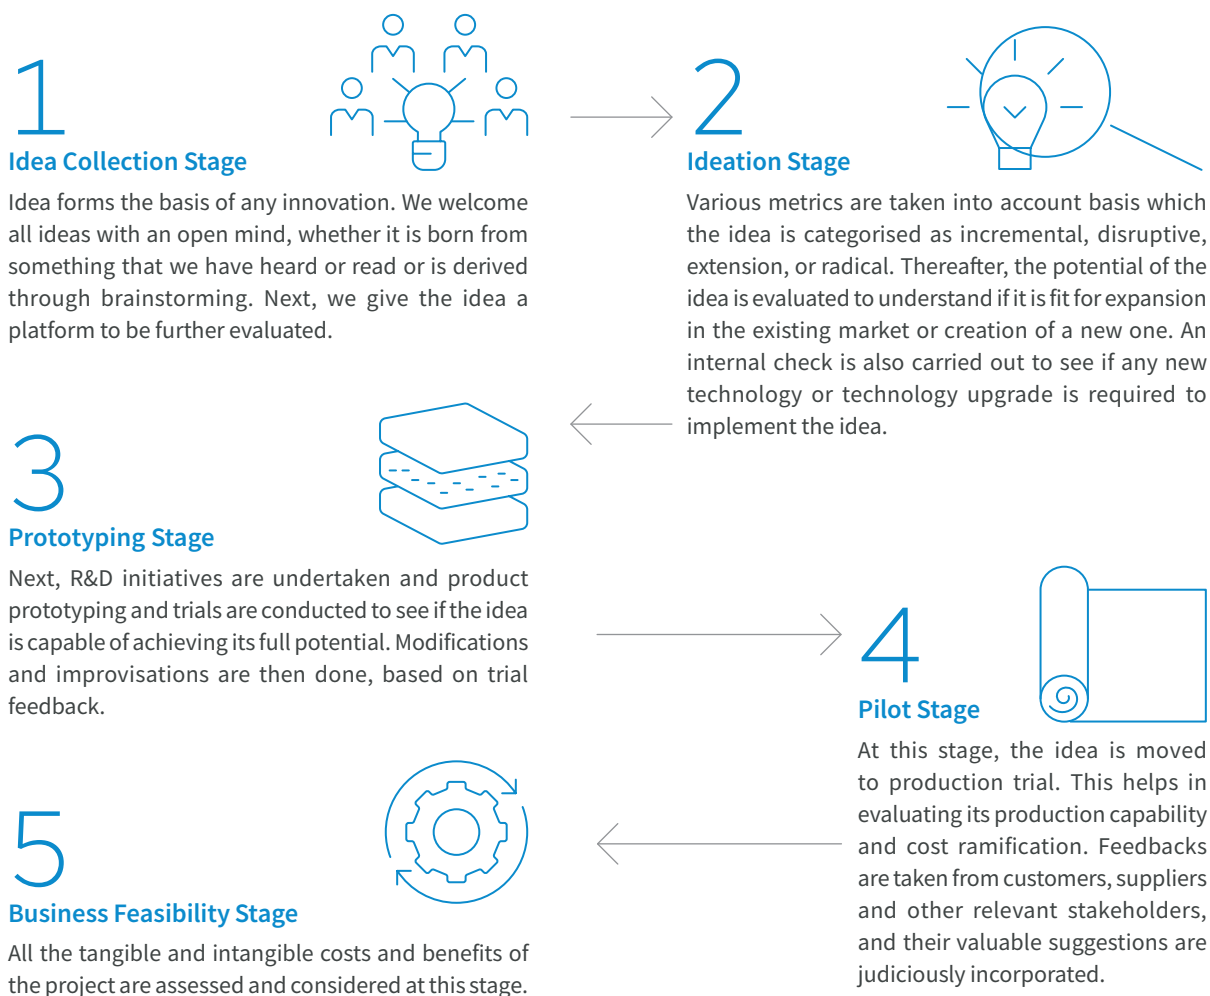 1
Idea Collection Stage
Idea forms the basis of any innovation. We welcome
all ideas with an open mind, whether it is born from
something that we have heard or read or is derived
through brainstorming. Next, we give the idea a
platform to be further evaluated.
2
Ideation Stage
Various metrics are taken into account basis which
the idea is categorised as incremental, disruptive,
extension, or radical. Thereafter, the potential of the
idea is evaluated to understand if it is fit for expansion
in the existing market or creation of a new one. An
internal check is also carried out to see if any new
technology or technology upgrade is required to
implement the idea.
3
Prototyping Stage
Next, R&D initiatives are undertaken and product
prototyping and trials are conducted to see if the idea
is capable of achieving its full potential. Modifications
and improvisations are then done, based on trial
feedback.
4
Pilot Stage
At this stage, the idea is moved
to production trial. This helps in
evaluating its production capability
and cost ramification. Feedbacks
are taken from customers, suppliers
and other relevant stakeholders,
and their valuable suggestions are
judiciously incorporated.
5
Business Feasibility Stage
All the tangible and intangible costs and benefits of
the project are assessed and considered at this stage.